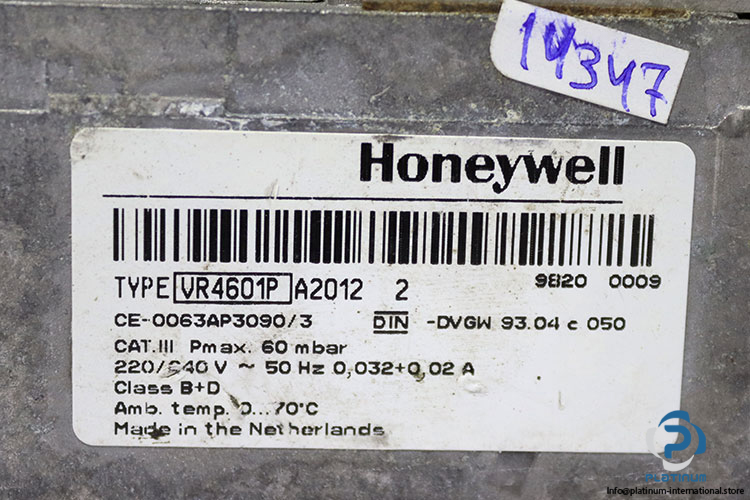 14347
Honeywell
TYPE VR4601P A2012 2 9820 0009
CE-0063AP3090/3 DIN -DVGW 93.04 c 050
CAT.III Pmax. 60 mbar
220/240 V ~ 50 Hz 0,032+0,02 A
Class B+D
Amb. temp. 0...70°C
Made in the Netherlands
PLATINUM
Info@platinum-international.store